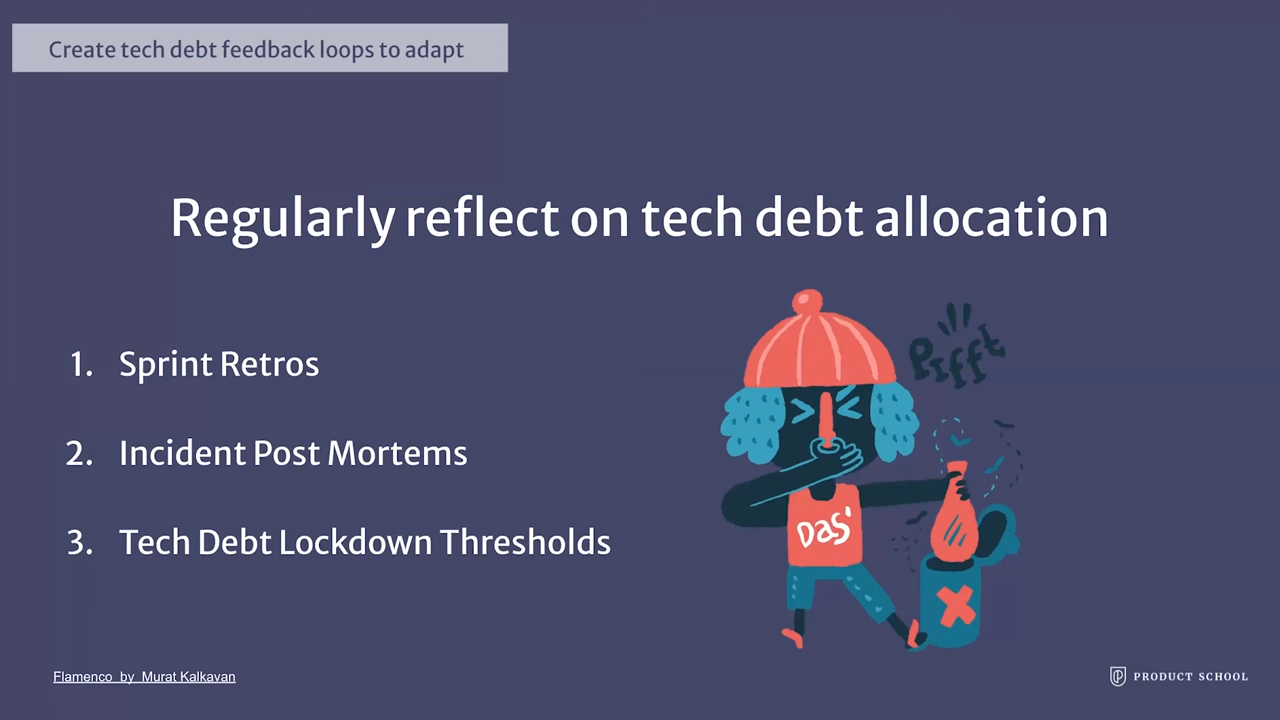 Create tech debt feedback loops to adapt
Regularly reflect on tech debt allocation
1. Sprint Retros
2. Incident Post Mortems
3. Tech Debt Lockdown Thresholds
Pifft
Das'
Flamenco by Murat Kalkavan
PRODUCT SCHOOL